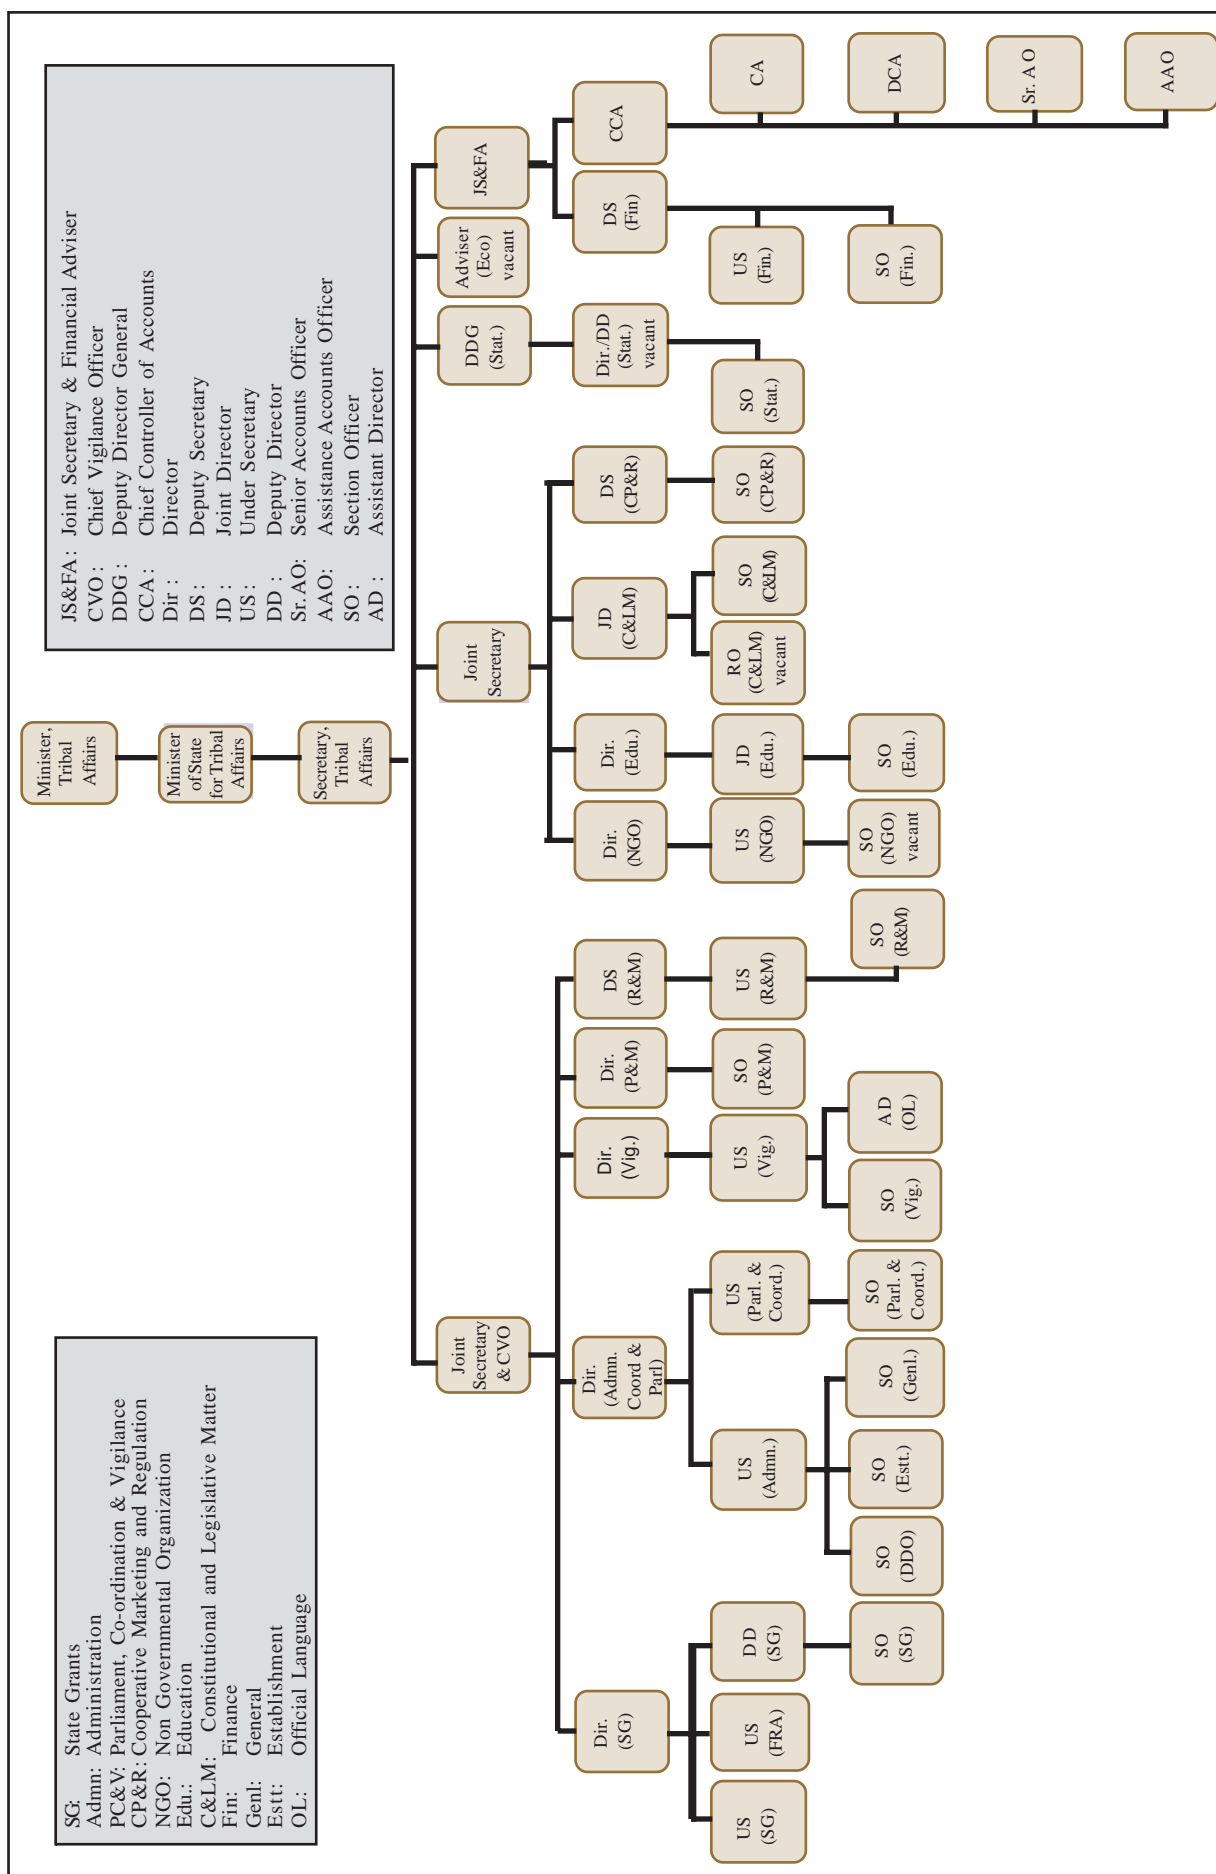 SG: State Grants
Admn: Administration
PC&V: Parliament, Co-ordination & Vigilance
CP&R: Cooperative Marketing and Regulation
NGO: Non Governmental Organization
Edu.: Education
C&LM: Constitutional and Legislative Matter
Fin: Finance
Genl: General
Estt: Establishment
OL: Official Language
Minister,
Tribal
Affairs
Minister
of State
for Tribal
Affairs
Secretary,
Tribal
Affairs
JS&FA : Joint Secretary & Financial Adviser
CVO : Chief Vigilance Officer
DDG : Deputy Director General
CCA : Chief Controller of Accounts
Dir : Director
DS : Deputy Secretary
JD : Joint Director
US : Under Secretary
DD : Deputy Director
Sr. AO: Senior Accounts Officer
AAO: Assistance Accounts Officer
SO : Section Officer
AD : Assistant Director
Joint
Secretary
& CVO
Joint
Secretary
DDG
(Stat.)
Adviser
(Eco)
vacant
JS&FA
Dir.
(SG)
Dir.
(Admn.
Coord &
Parl)
Dir.
(Vig.)
Dir.
(P&M)
DS
(R&M)
Dir.
(NGO)
Dir.
(Edu.)
JD
(C&LM)
DS
(CP&R)
Dir./DD
(Stat.)
vacant
DS
(Fin)
CCA
US
(SG)
US
(FRA)
DD
(SG)
US
(Admn.)
US
(Parl. &
Coord.)
US
(Vig.)
SO
(P&M)
US
(R&M)
US
(NGO)
JD
(Edu.)
RO
(C&LM)
vacant
SO
(C&LM)
SO
(CP&R)
SO
(Stat.)
US
(Fin.)
CA
SO
(SG)
SO
(DDO)
SO
(Estt.)
SO
(Genl.)
SO
(Parl. &
Coord.)
SO
(Vig.)
AD
(OL)
SO
(R&M)
SO
(NGO)
vacant
SO
(Edu.)
SO
(Fin.)
DCA
Sr. AO
AAO